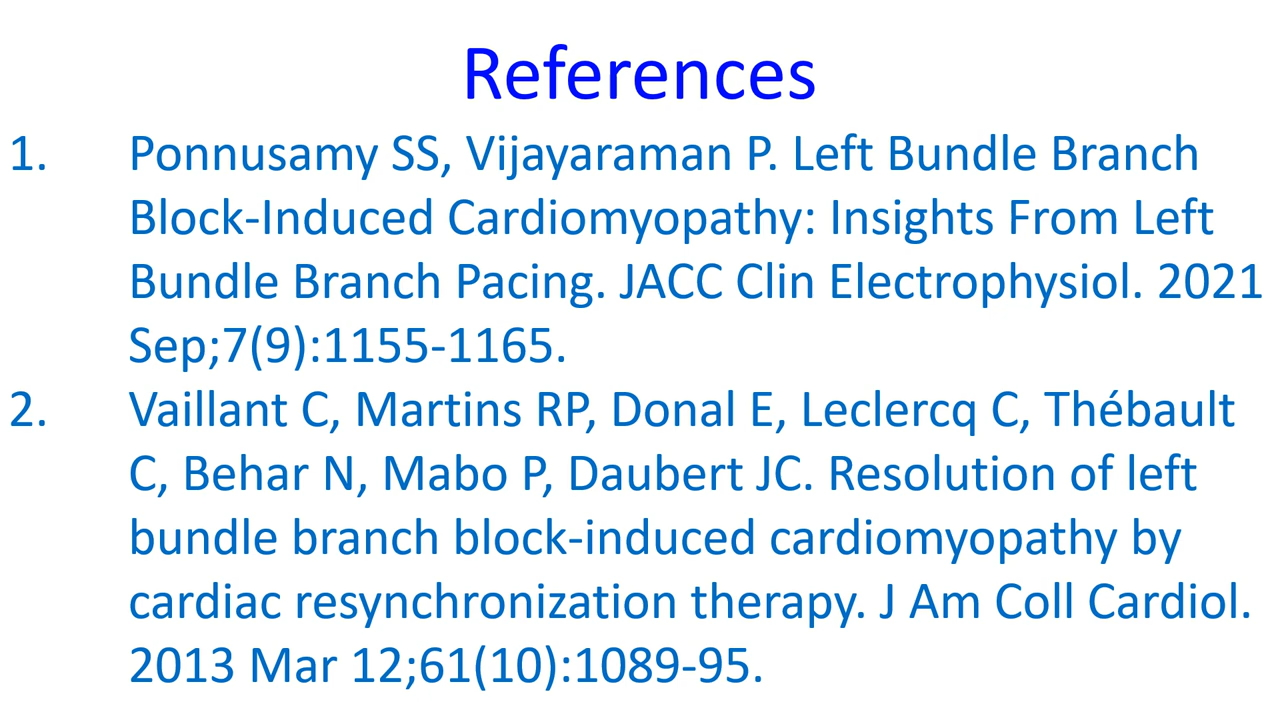 References
1. Ponnusamy SS, Vijayaraman P. Left Bundle Branch
Block-Induced Cardiomyopathy: Insights From Left
Bundle Branch Pacing. JACC Clin Electrophysiol. 2021
Sep;7(9):1155-1165.
2. Vaillant C, Martins RP, Donal E, Leclercq C, Thébault
C, Behar N, Mabo P, Daubert JC. Resolution of left
bundle branch block-induced cardiomyopathy by
cardiac resynchronization therapy. J Am Coll Cardiol.
2013 Mar 12;61(10):1089-95.